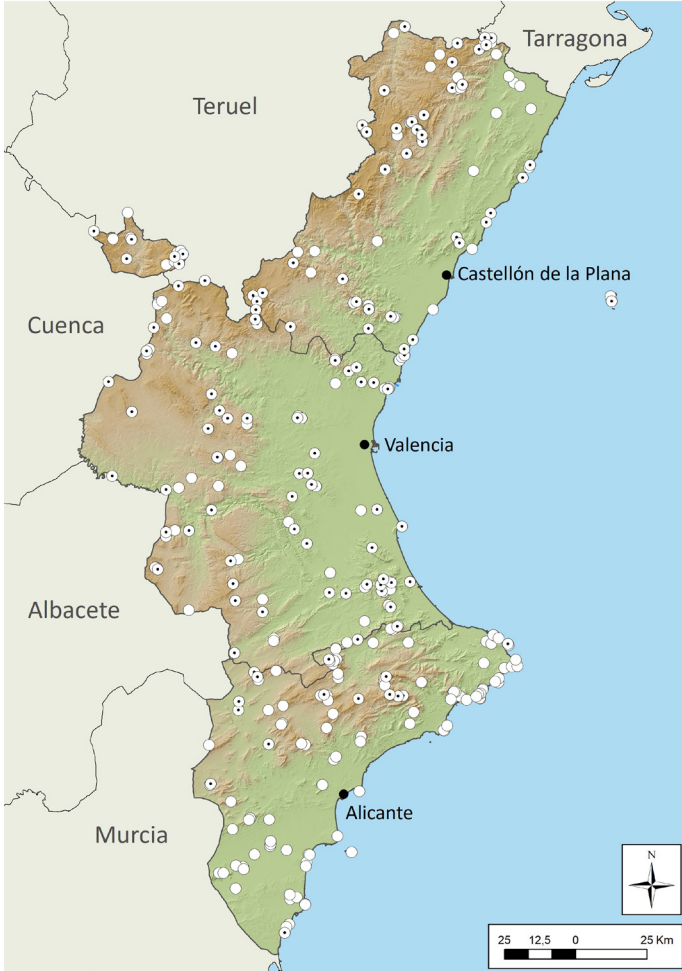 Tarragona
Teruel
Castellón de la Plana
Cuenca
Valencia
Albacete
Alicante
Murcia
N
25 12,5 0 25 Km